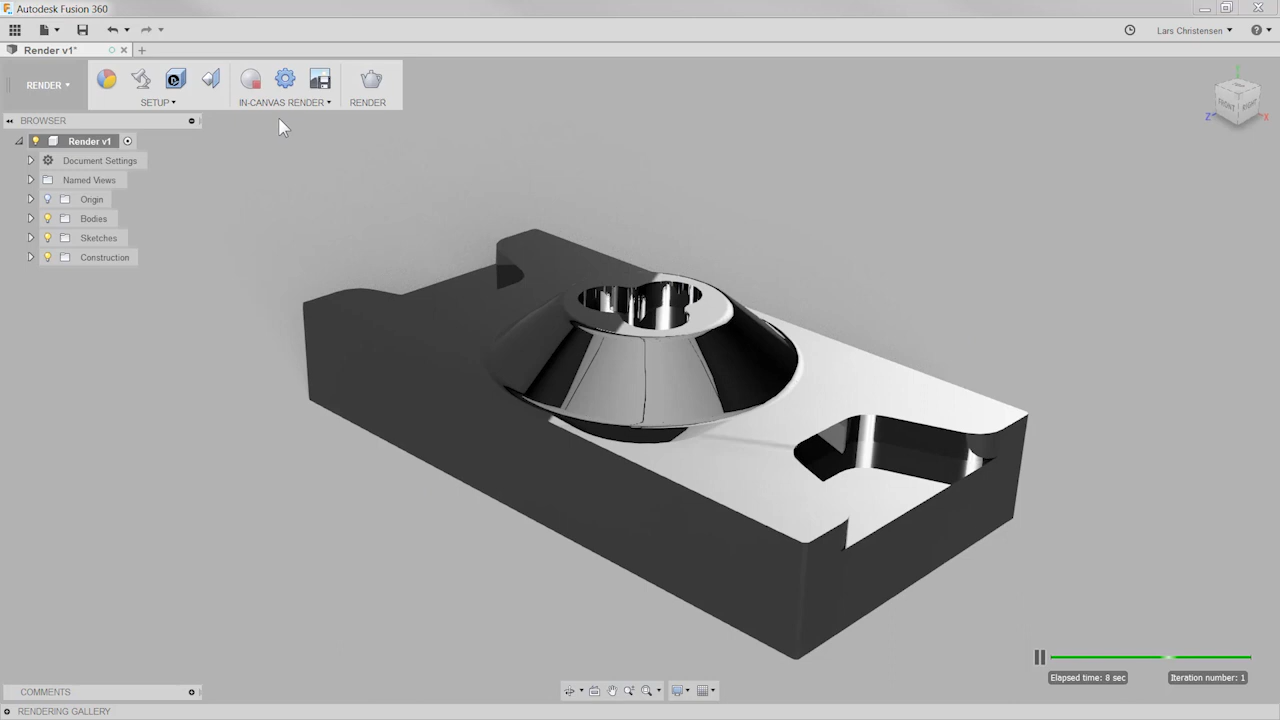 Autodesk Fusion 360
Lars Christensen
Render v1*
RENDER
SETUP
IN-CANVAS RENDER
RENDER
FRONT
RIGHT
Z
X
BROWSER
Render v1
Document Settings
Named Views
Origin
Bodies
Sketches
Construction
Elapsed time: 8 sec
Iteration number: 1
COMMENTS
RENDERING GALLERY